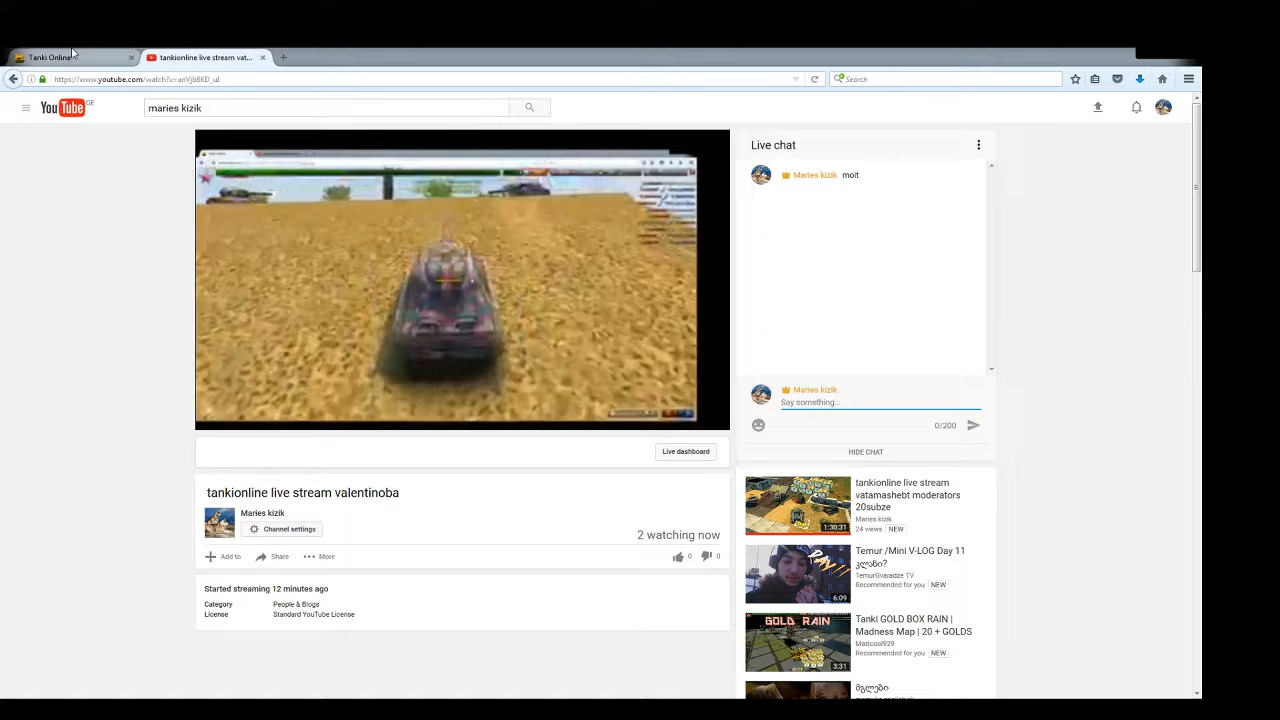 Tanki Online
tankionline live stream vat...
https://www.youtube.com/watch?v=anVjb8KD_uI
Search
YouTube GE
maries kizik
Live chat
Maries kizik moit
Maries kizik
Say something...
0/200
HIDE CHAT
Live dashboard
tankionline live stream valentinoba
Maries kizik
Channel settings
2 watching now
Add to
Share
More
0
0
Started streaming 12 minutes ago
Category People & Blogs
License Standard YouTube License
tankionline live stream
vatamashebt moderators
20subze
Maries kizik
24 views NEW
1:30:31
Temur /Mini V-LOG Day 11
კლანი?
TemurGvaradze TV
Recommended for you NEW
6:09
Tanki GOLD BOX RAIN |
Madness Map | 20 + GOLDS
Mattcool929
Recommended for you NEW
GOLD RAIN
3:31
მგლები